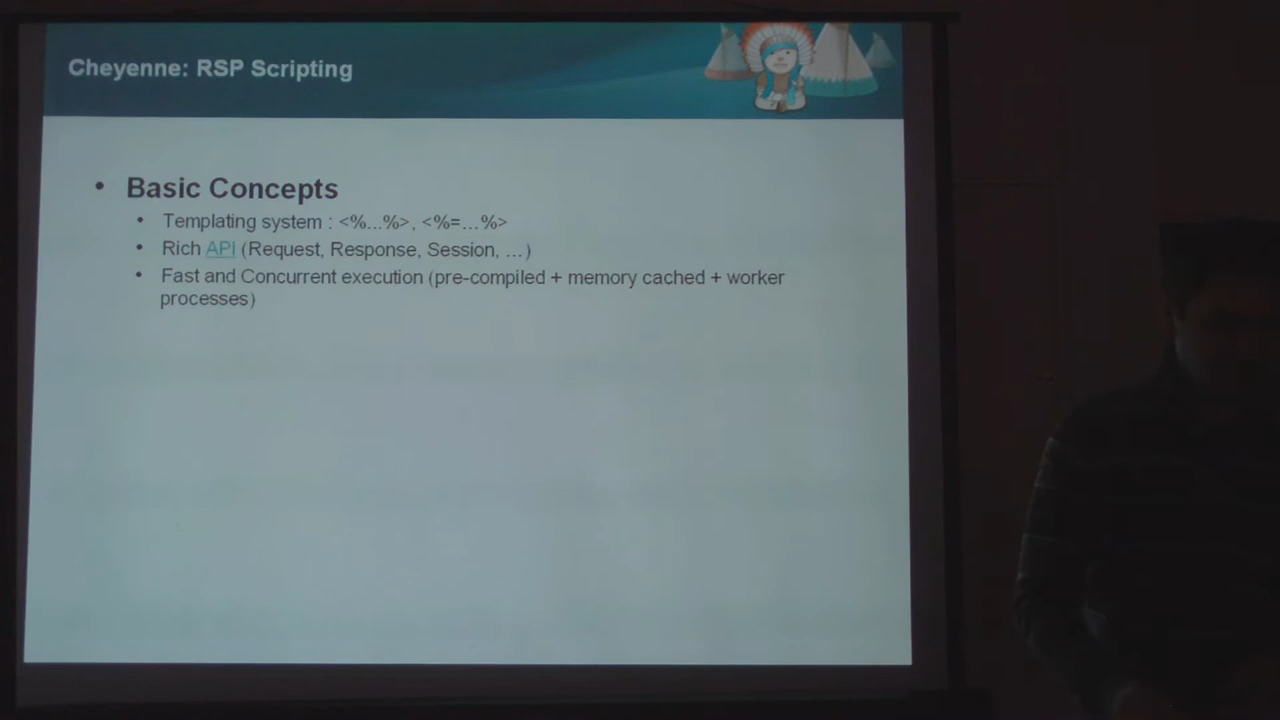 Cheyenne: RSP Scripting
• Basic Concepts
• Templating system : <%...%>, <%=...%>
• Rich API (Request, Response, Session, ...)
• Fast and Concurrent execution (pre-compiled + memory cached + worker
processes)